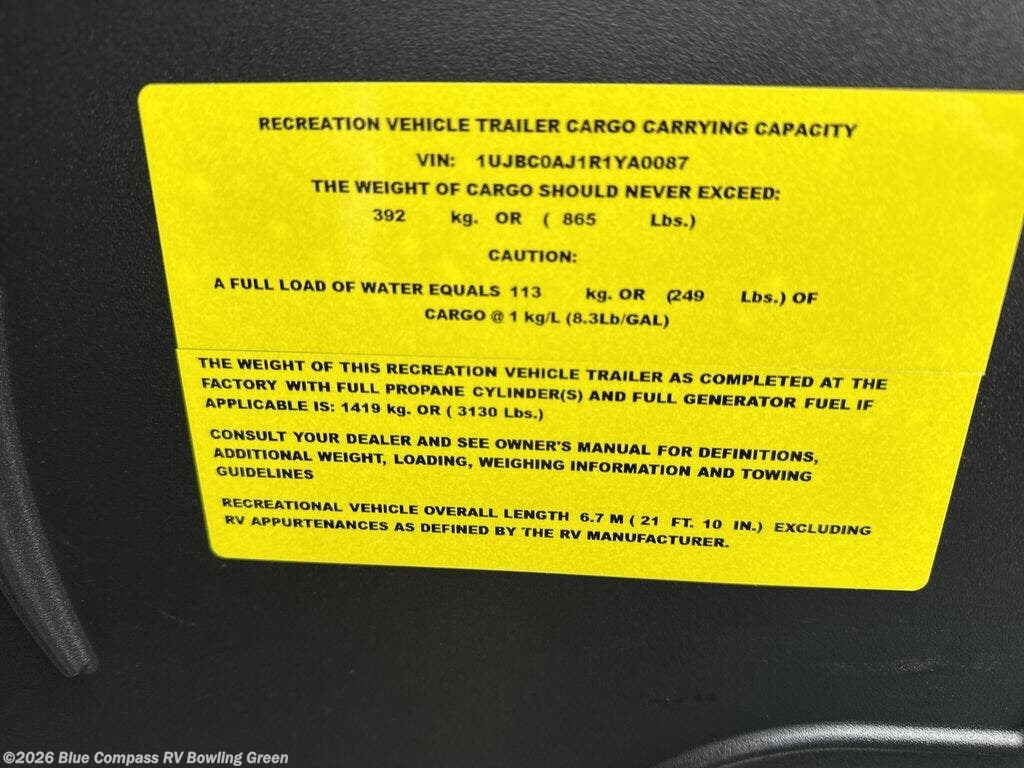 RECREATION VEHICLE TRAILER CARGO CARRYING CAPACITY
VIN: 1UJBC0AJ1R1YA0087
THE WEIGHT OF CARGO SHOULD NEVER EXCEED:
392 kg. OR ( 865 Lbs.)
CAUTION:
A FULL LOAD OF WATER EQUALS 113 kg. OR (249 Lbs.) OF
CARGO @ 1 kg/L (8.3Lb/GAL)
THE WEIGHT OF THIS RECREATION VEHICLE TRAILER AS COMPLETED AT THE
FACTORY WITH FULL PROPANE CYLINDER(S) AND FULL GENERATOR FUEL IF
APPLICABLE IS: 1419 kg. OR ( 3130 Lbs.)
CONSULT YOUR DEALER AND SEE OWNER'S MANUAL FOR DEFINITIONS,
ADDITIONAL WEIGHT, LOADING, WEIGHING INFORMATION AND TOWING
GUIDELINES
RECREATIONAL VEHICLE OVERALL LENGTH 6.7 M ( 21 FT. 10 IN.) EXCLUDING
RV APPURTENANCES AS DEFINED BY THE RV MANUFACTURER.
©2026 Blue Compass RV Bowling Green